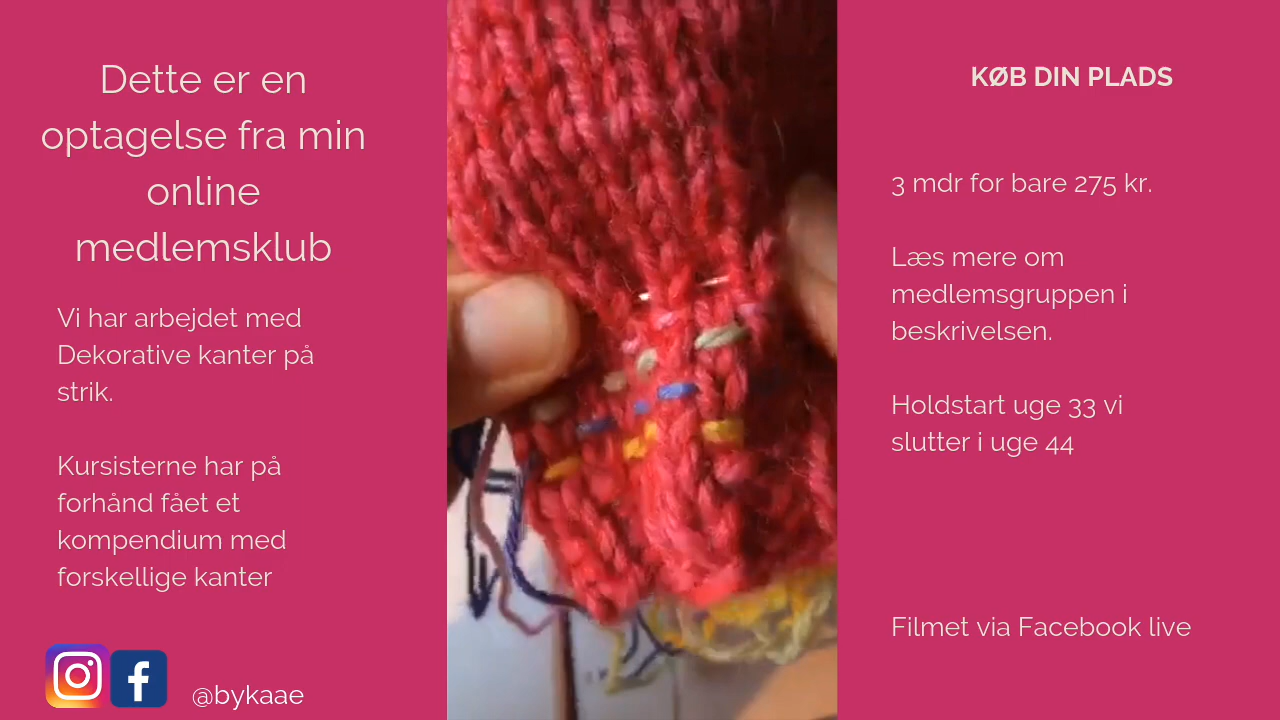 Dette er en
optagelse fra min
online
medlemsklub
Vi har arbejdet med
Dekorative kanter på
strik.
Kursisterne har på
forhånd fået et
kompendium med
forskellige kanter
@bykaae
KØB DIN PLADS
3 mdr for bare 275 kr.
Læs mere om
medlemsgruppen i
beskrivelsen.
Holdstart uge 33 vi
slutter i uge 44
Filmet via Facebook live